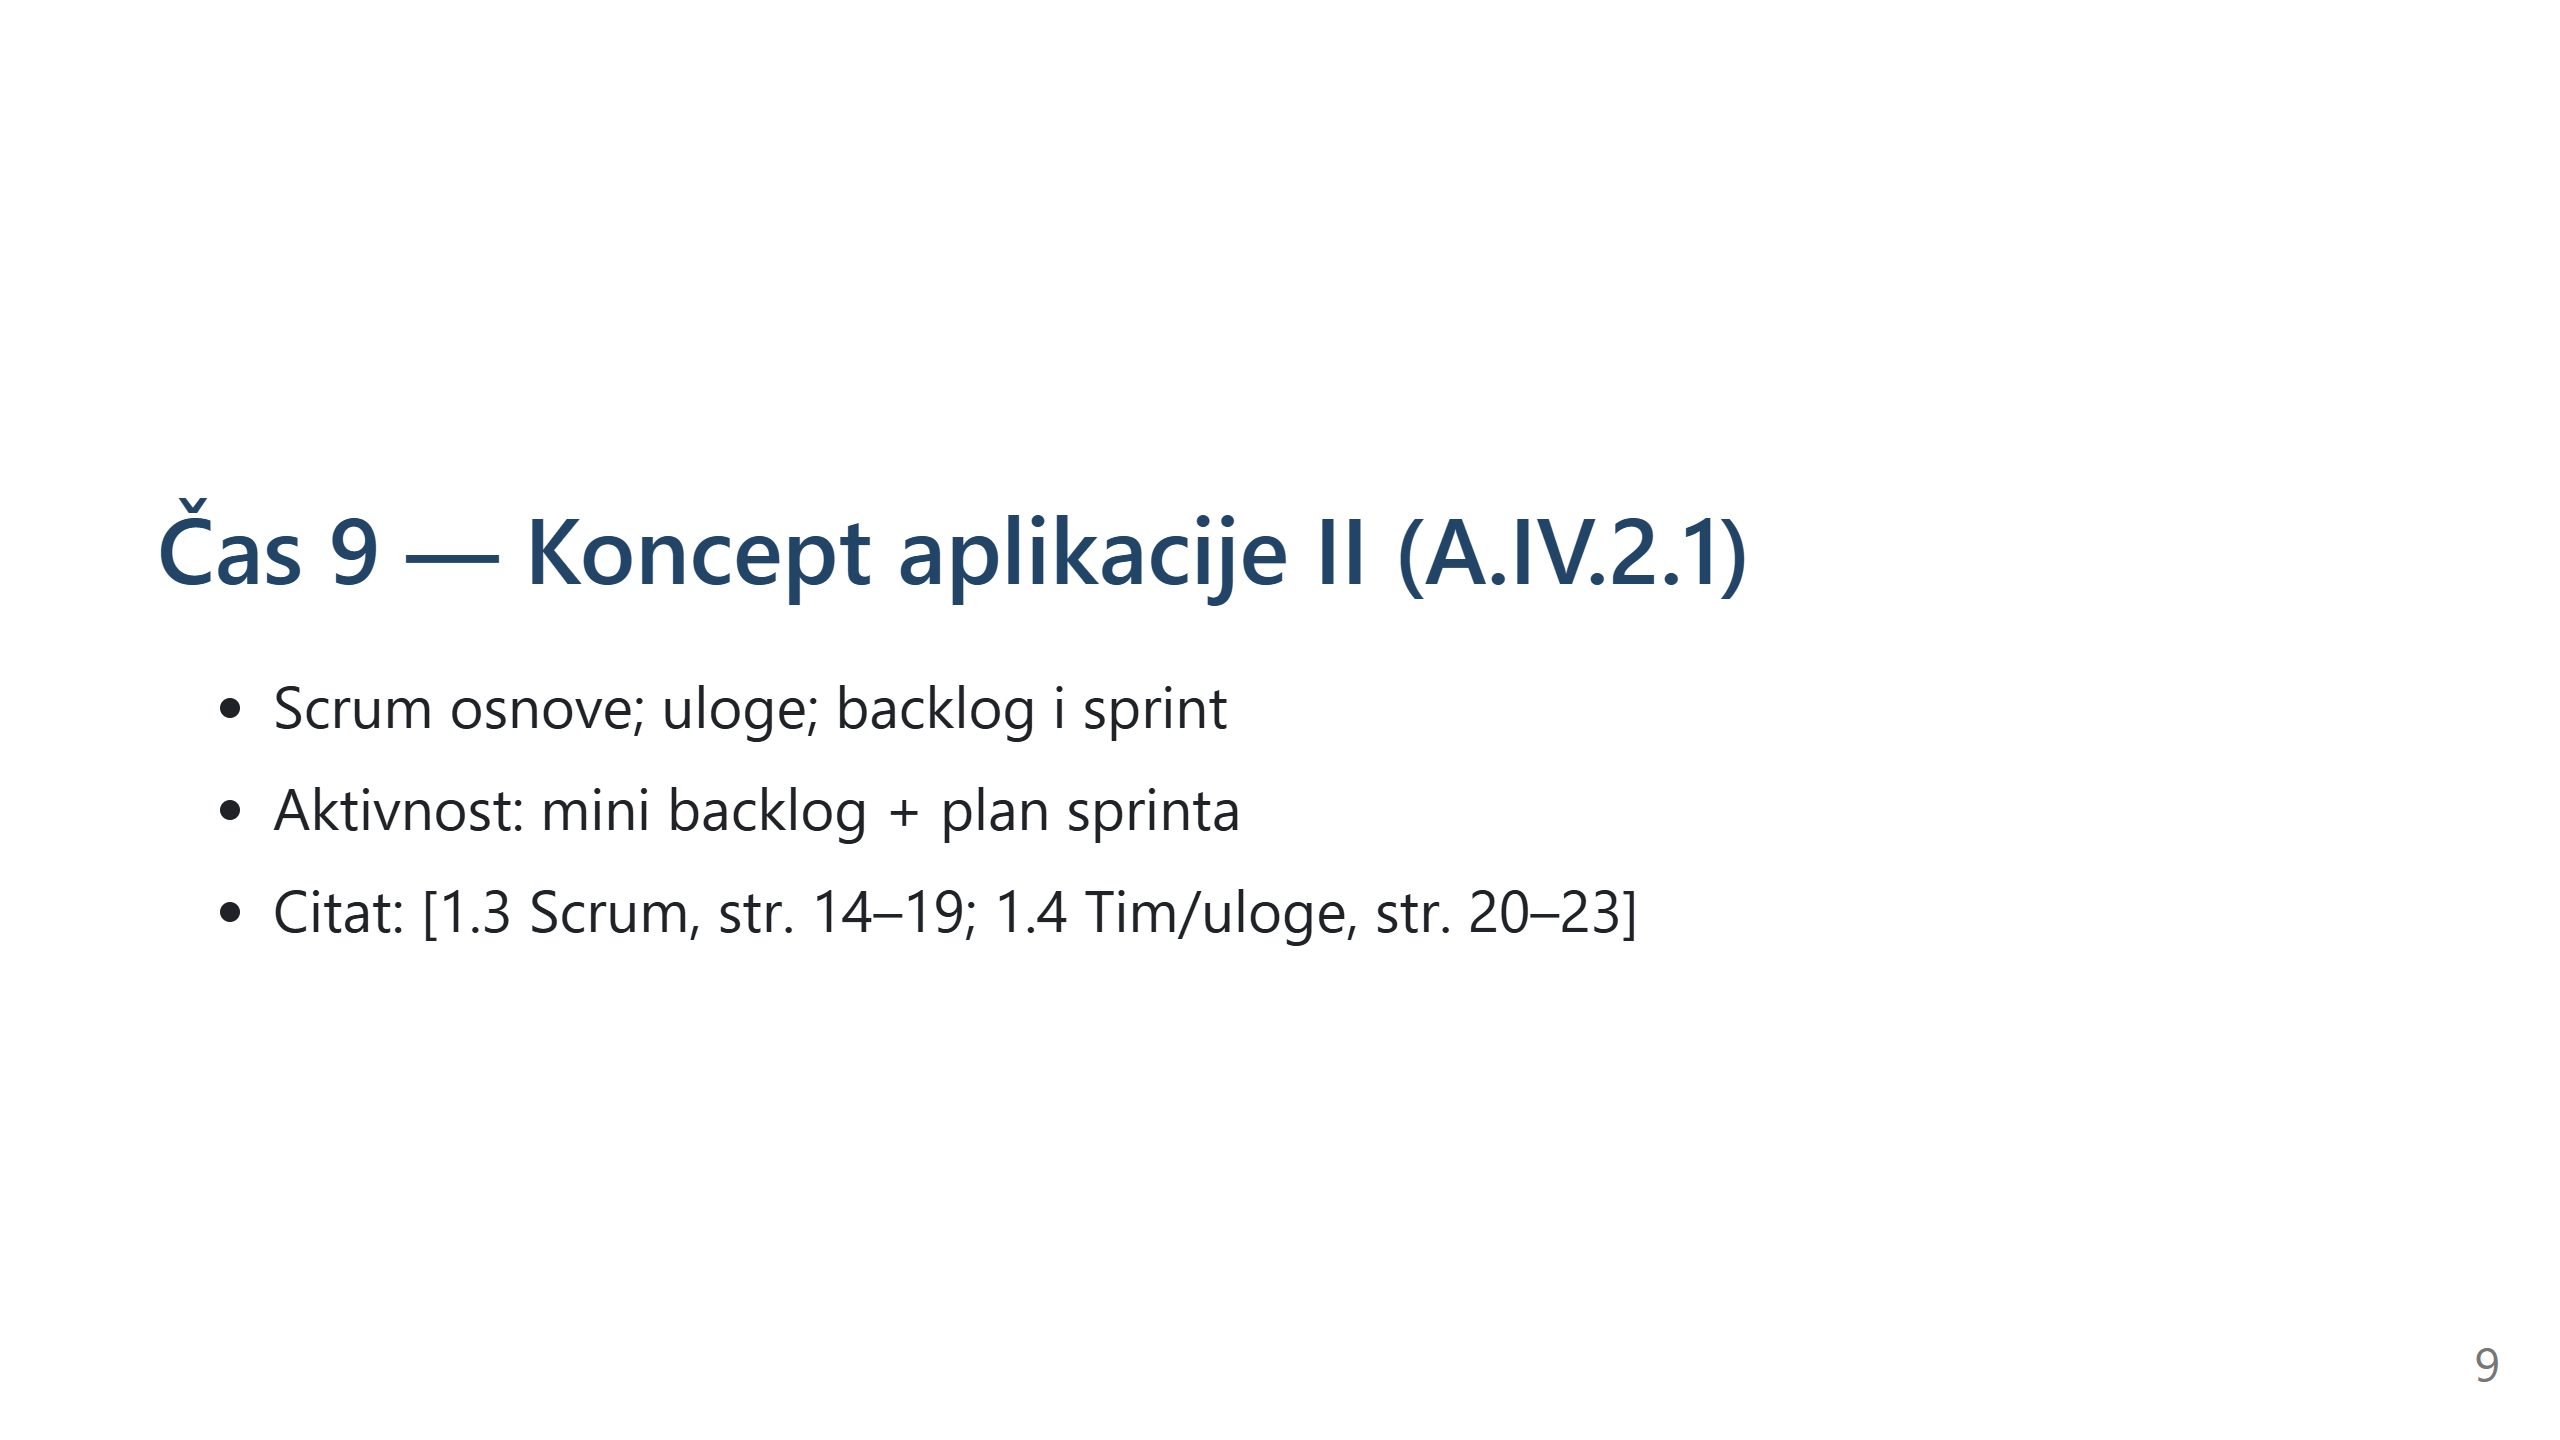 Čas 9 — Koncept aplikacije II (A.IV.2.1)
• Scrum osnove; uloge; backlog i sprint
• Aktivnost: mini backlog + plan sprinta
• Citat: [1.3 Scrum, str. 14–19; 1.4 Tim/uloge, str. 20–23]
9